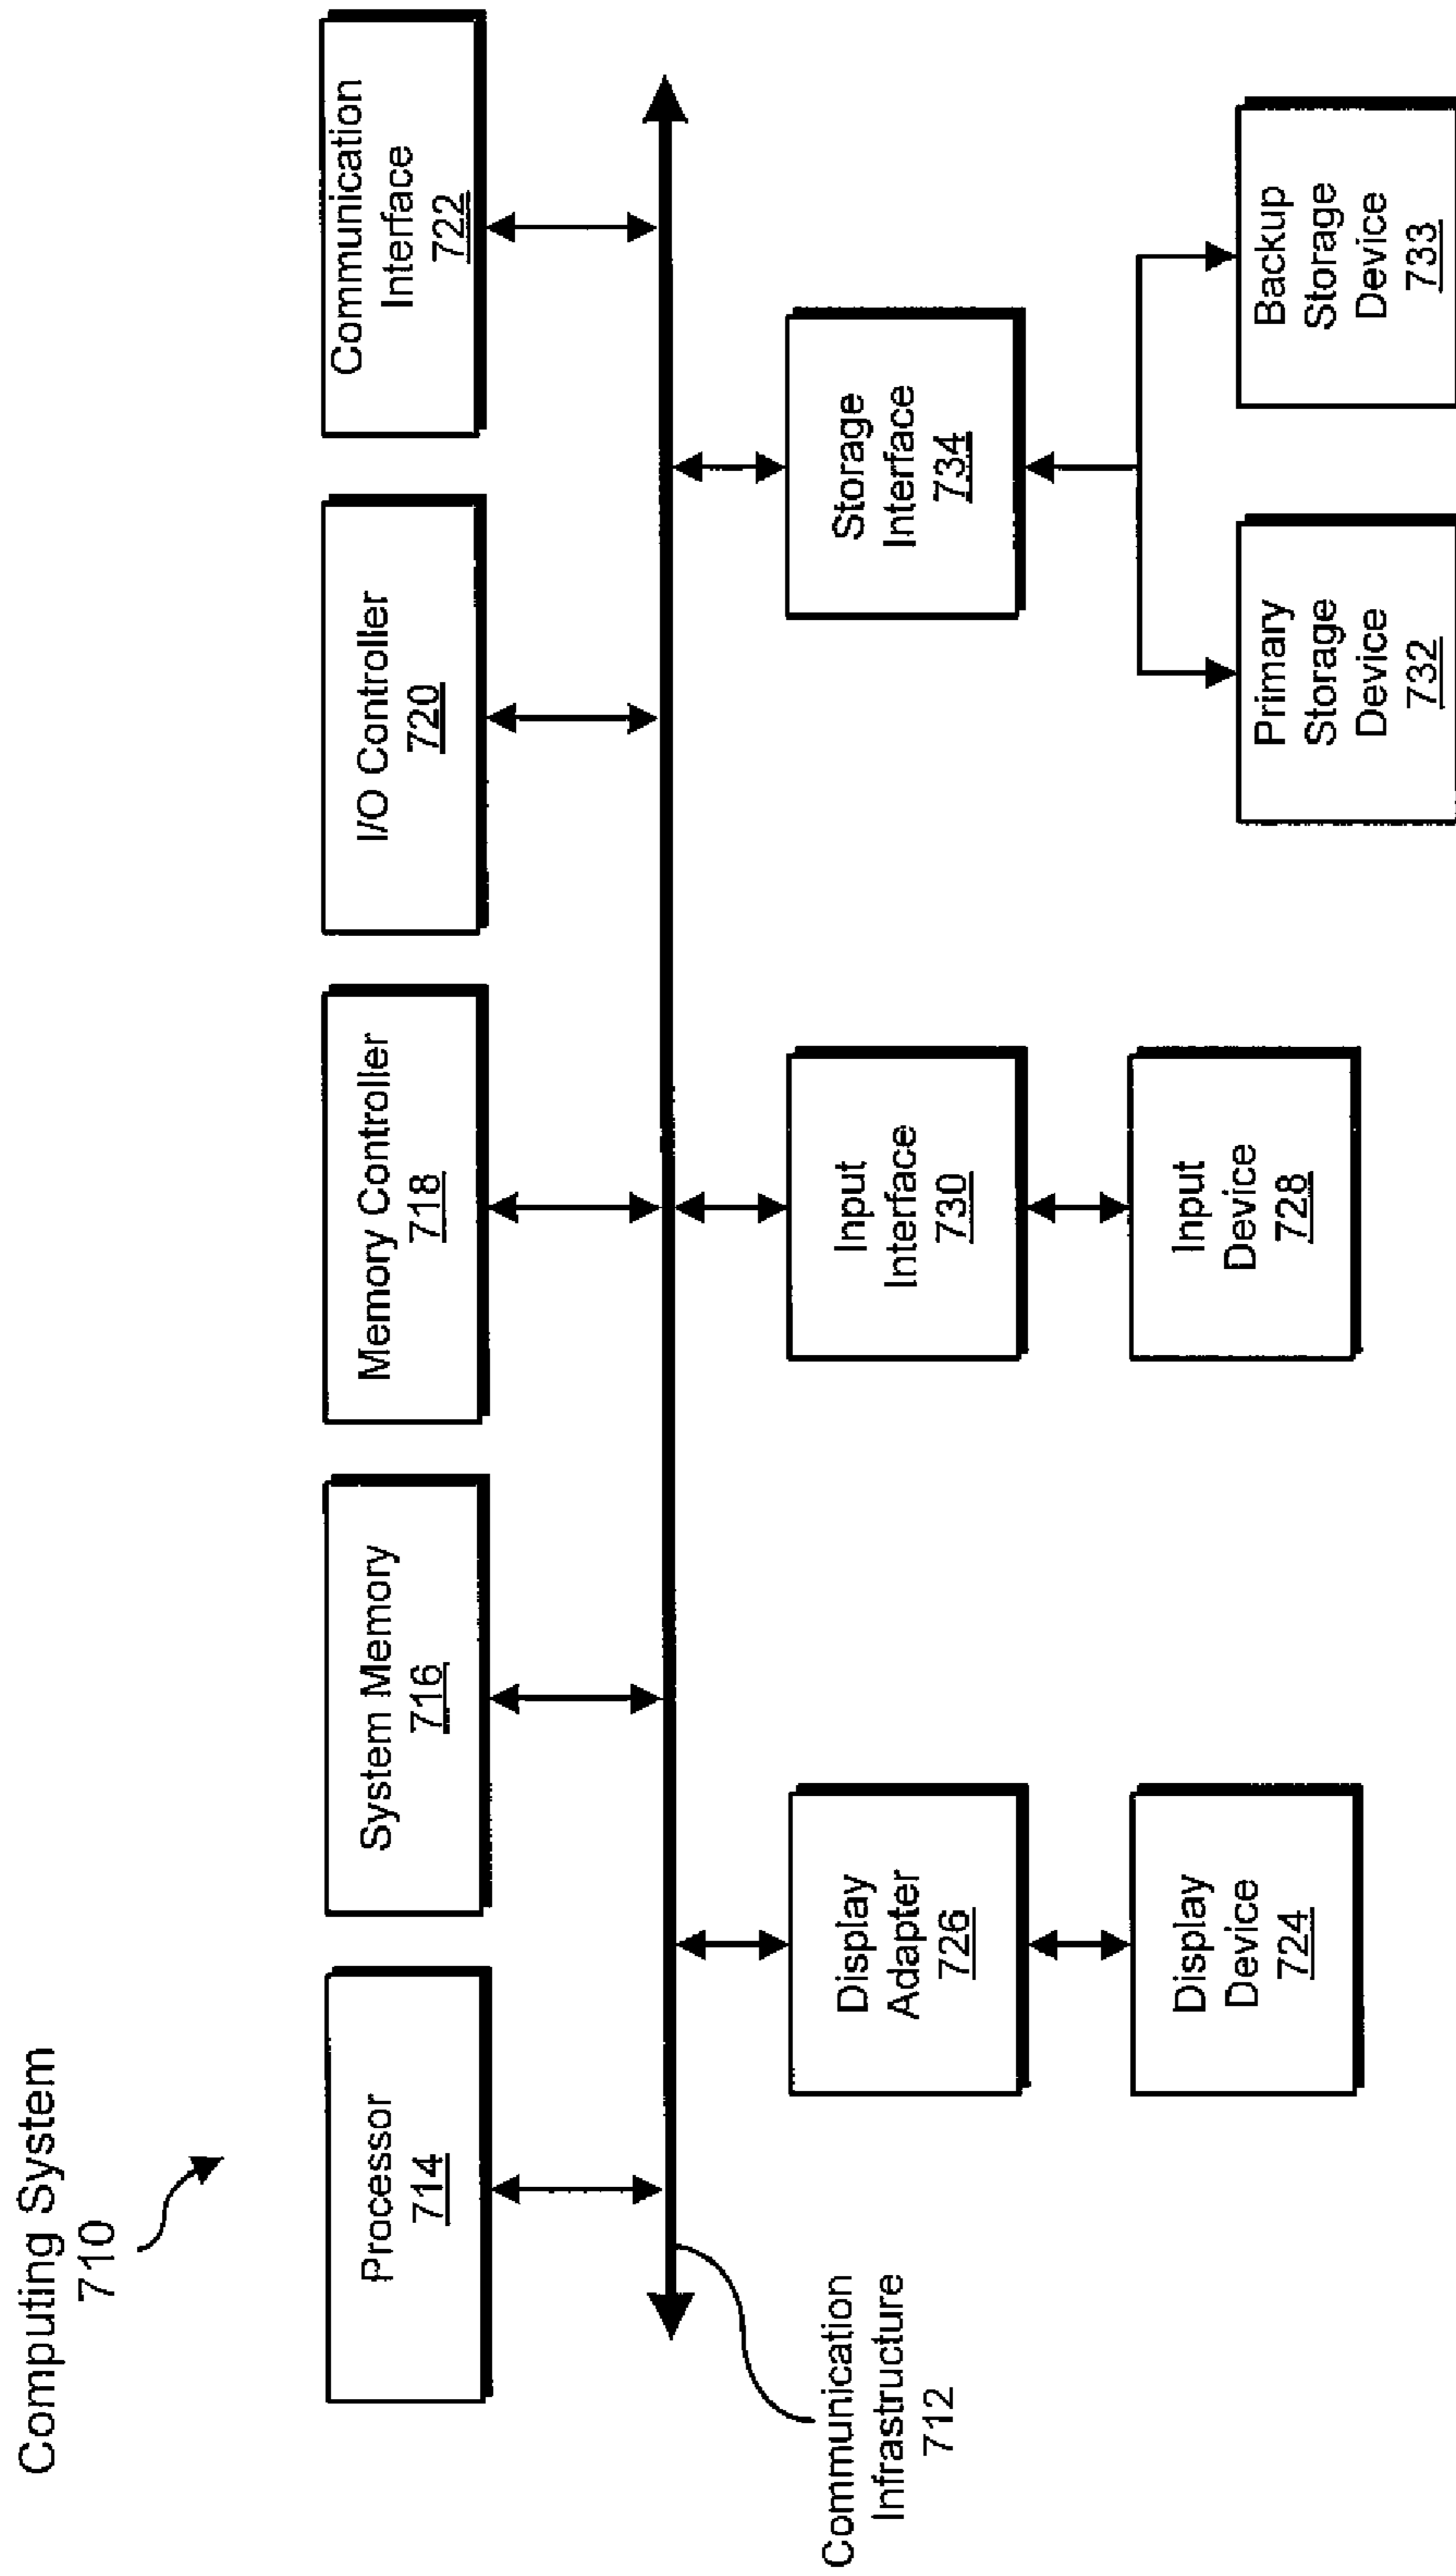 Computing System
710
Processor
714
System Memory
716
Memory Controller
718
I/O Controller
720
Communication
Interface
722
Communication
Infrastructure
712
Display
Adapter
726
Input
Interface
730
Storage
Interface
734
Display
Device
724
Input
Device
728
Primary
Storage
Device
732
Backup
Storage
Device
733